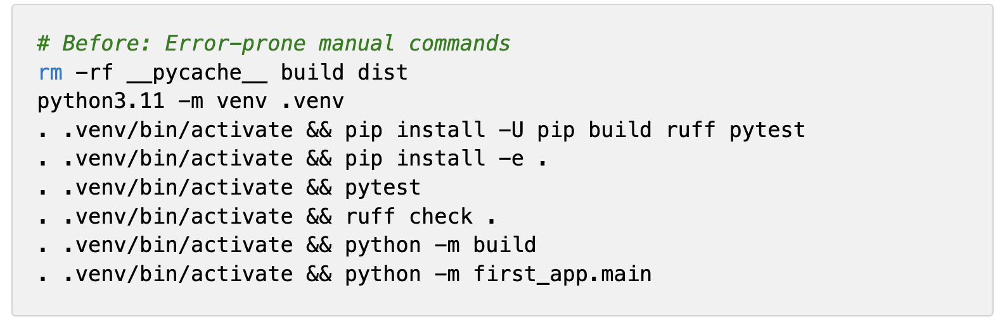 # Before: Error-prone manual commands
rm -rf __pycache__ build dist
python3.11 -m venv .venv
. .venv/bin/activate && pip install -U pip build ruff pytest
. .venv/bin/activate && pip install -e .
. .venv/bin/activate && pytest
. .venv/bin/activate && ruff check .
. .venv/bin/activate && python -m build
. .venv/bin/activate && python -m first_app.main